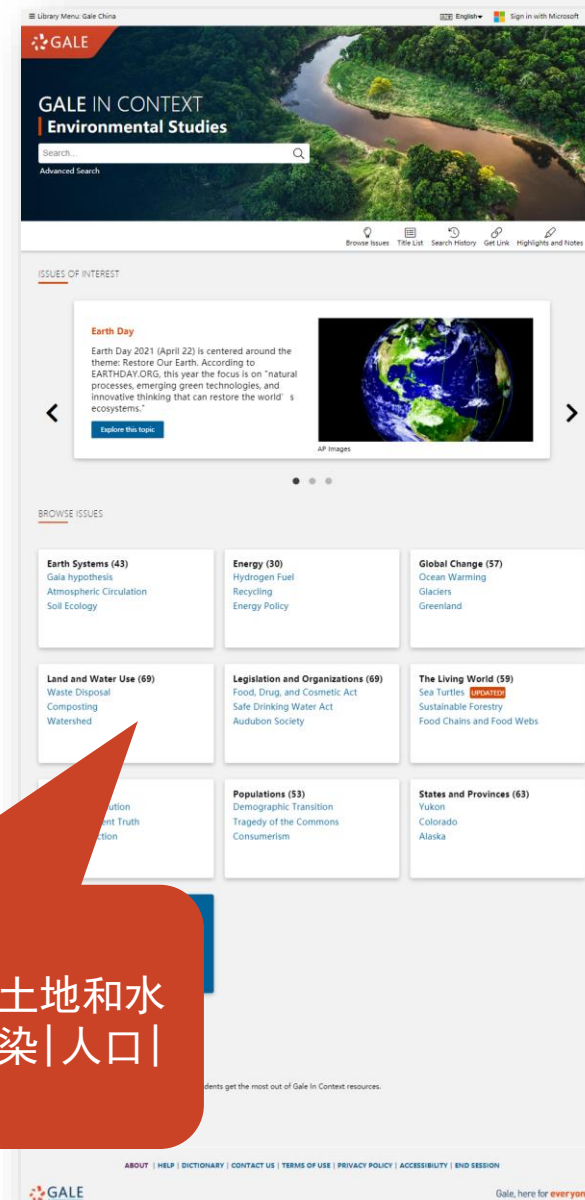 Library Menu: Gale China
English
Sign in with Microsoft
GALE
GALE IN CONTEXT
Environmental Studies
Search...
Advanced Search
Browse Issues
Title List
Search History
Get Link
Highlights and Notes
ISSUES OF INTEREST
Earth Day
Earth Day 2021 (April 22) is centered around the
theme: Restore Our Earth. According to
EARTHDAY.ORG, this year the focus is on "natural
processes, emerging green technologies, and
innovative thinking that can restore the world's
ecosystems."
Explore this topic
AP Images
BROWSE ISSUES
Earth Systems (43)
Gaia hypothesis
Atmospheric Circulation
Soil Ecology
Energy (30)
Hydrogen Fuel
Recycling
Energy Policy
Global Change (57)
Ocean Warming
Glaciers
Greenland
Land and Water Use (69)
Waste Disposal
Composting
Watershed
Legislation and Organizations (69)
Food, Drug, and Cosmetic Act
Safe Drinking Water Act
Audubon Society
The Living World (59)
Sea Turtles UPDATED!
Sustainable Forestry
Food Chains and Food Webs
Truth
Populations (53)
Demographic Transition
Tragedy of the Commons
Consumerism
States and Provinces (63)
Yukon
Colorado
Alaska
土地和水
染|人口|
get the most out of Gale In Context resources.
ABOUT | HELP | DICTIONARY | CONTACT US | TERMS OF USE | PRIVACY POLICY | ACCESSIBILITY | END SESSION
GALE
Gale, here for everyon